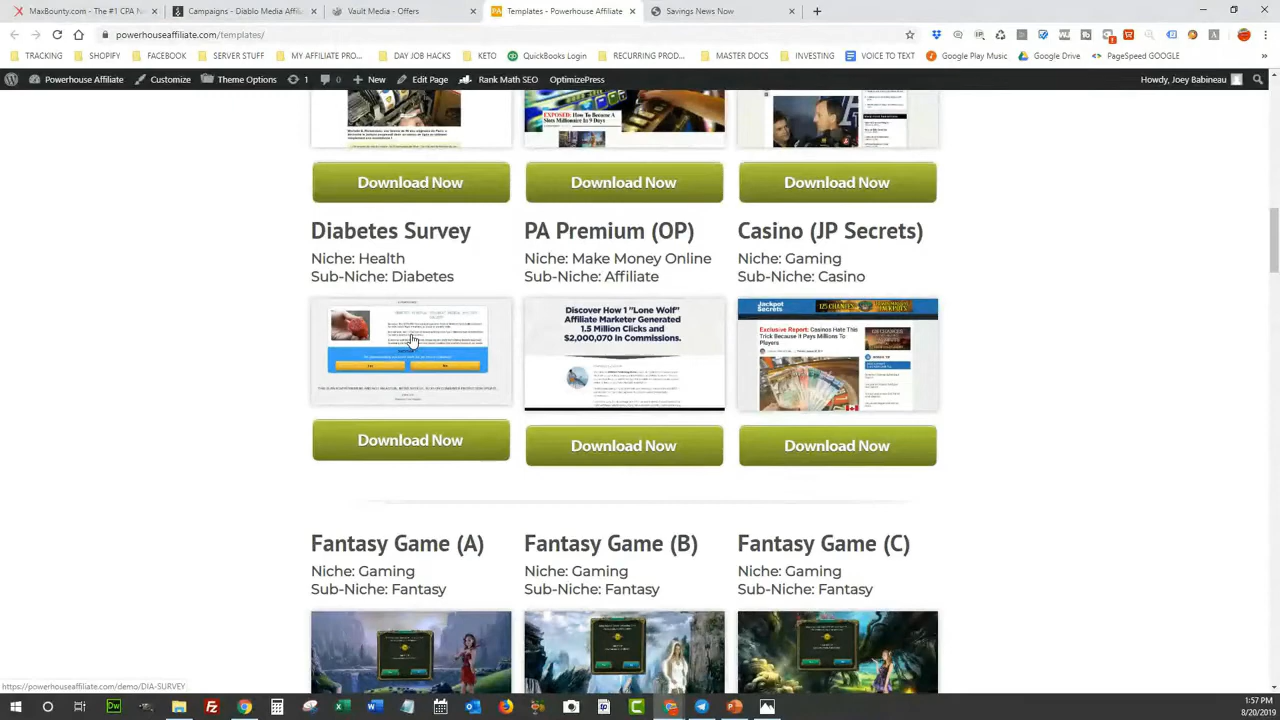 MaxBounty.com - The #1 CPA N
Campaigns - Diablo Media Affilia
Vault Media - Offers
Templates - Powerhouse Affiliate
Savings News Now
powerhouseaffiliate.com/templates/
TRACKING
SHOPIFY
FACEBOOK
MY AFFILIATE PRO...
DAY JOB HACKS
KETO
QuickBooks Login
RECURRING PROD...
MASTER DOCS
INVESTING
VOICE TO TEXT
Google Play Music
Google Drive
PageSpeed GOOGLE
Powerhouse Affiliate
Customize
Theme Options
1
0
New
Edit Page
Rank Math SEO
OptimizePress
Howdy, Joey Babineau
EXPOSED: How To Become A
Slots Millionaire In 9 Days
Download Now
Download Now
Download Now
Diabetes Survey
Niche: Health
Sub-Niche: Diabetes
PA Premium (OP)
Niche: Make Money Online
Sub-Niche: Affiliate
Casino (JP Secrets)
Niche: Gaming
Sub-Niche: Casino
Discover How 1 "Lone Wolf"
Affiliate Marketer Generated
1.5 Million Clicks and
$2,000,070 in Commissions.
Jackpot
Secrets
125 CHANCES
Exclusive Report: Casinos Hate This
Trick Because It Pays Millions To
Players
Download Now
Download Now
Download Now
Fantasy Game (A)
Niche: Gaming
Sub-Niche: Fantasy
Fantasy Game (B)
Niche: Gaming
Sub-Niche: Fantasy
Fantasy Game (C)
Niche: Gaming
Sub-Niche: Fantasy
https://powerhouseaffiliate.com/demo/DIA-SURVEY
1:57 PM
8/20/2019